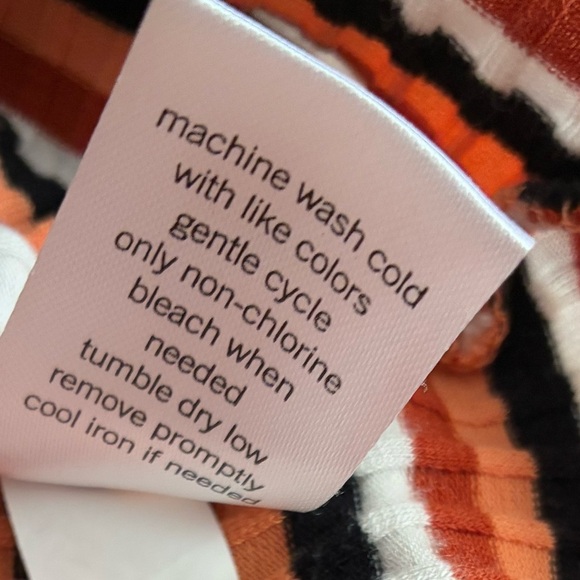 machine wash cold
with like colors
gentle cycle
only non-chlorine
bleach when
needed
tumble dry low
remove promptly
cool iron if needed